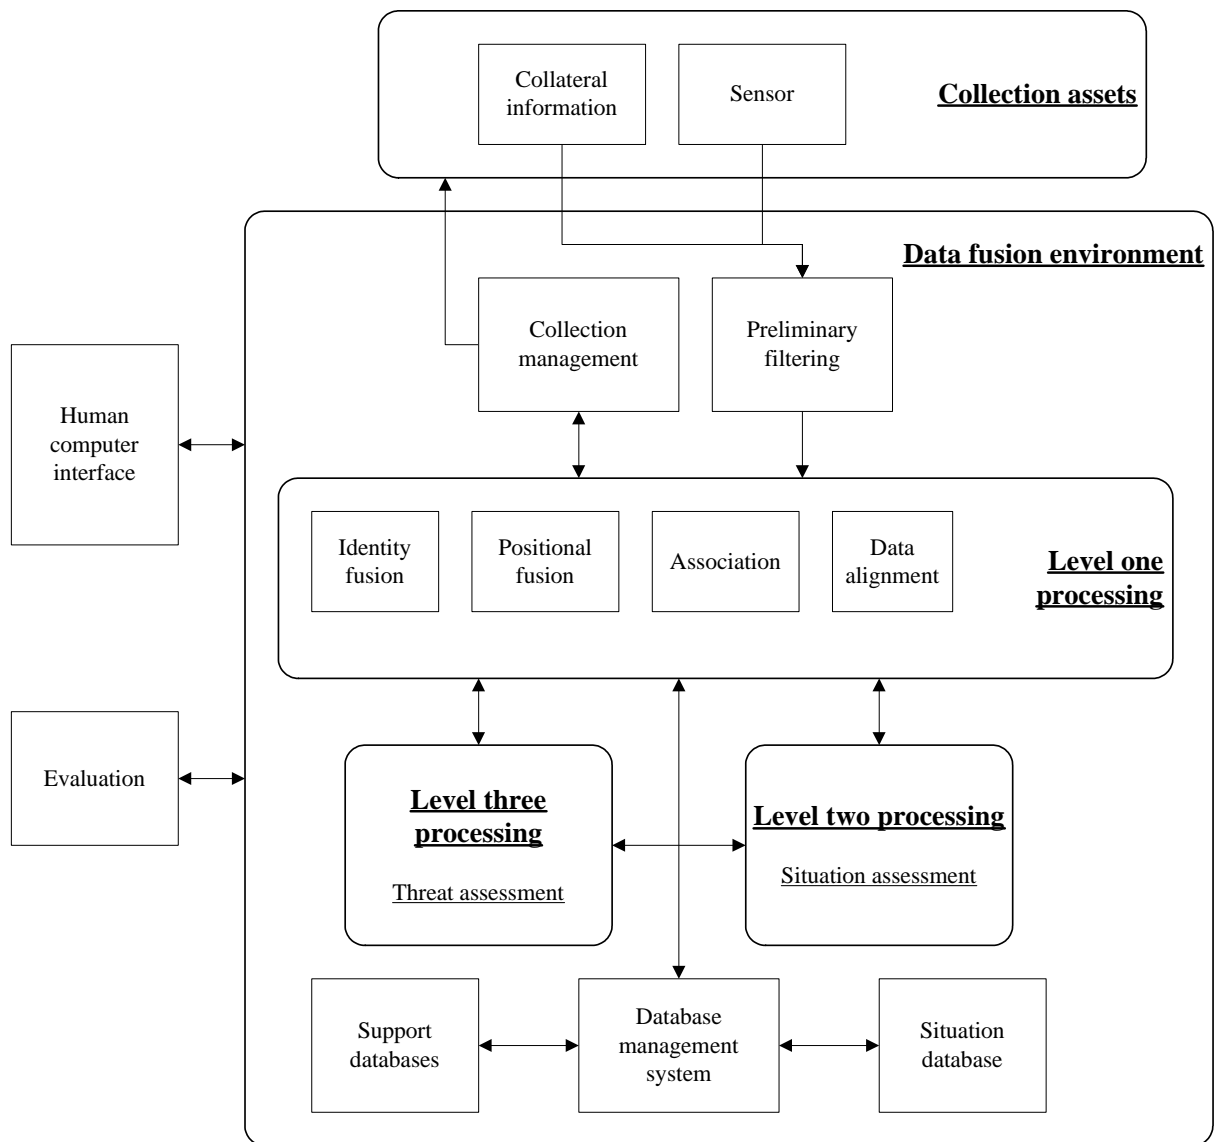 Collateral
information
Sensor
Collection assets
Data fusion environment
Collection
management
Preliminary
filtering
Human
computer
interface
Identity
fusion
Positional
fusion
Association
Data
alignment
Level one
processing
Evaluation
Level three
processing
Threat assessment
Level two processing
Situation assessment
Support
databases
Database
management
system
Situation
database